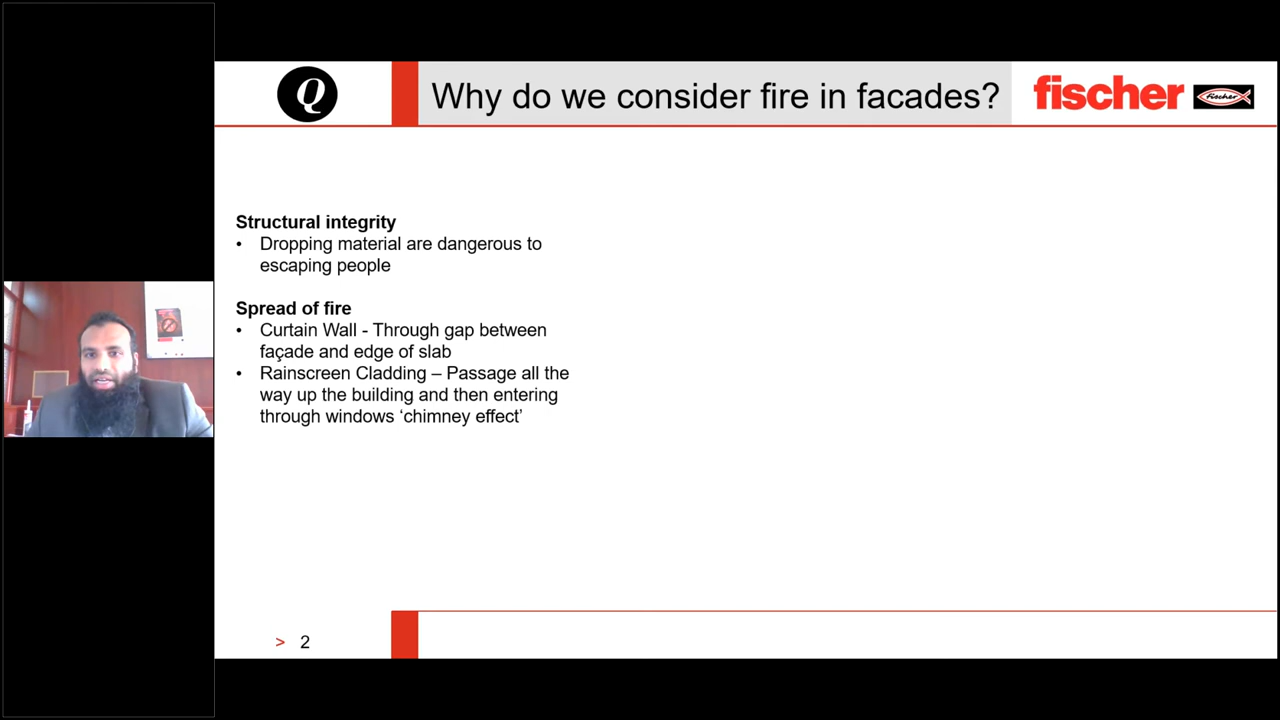 Q
Why do we consider fire in facades?
fischer
fischer
Structural integrity
• Dropping material are dangerous to
escaping people
Spread of fire
• Curtain Wall - Through gap between
façade and edge of slab
• Rainscreen Cladding – Passage all the
way up the building and then entering
through windows ‘chimney effect’
> 2